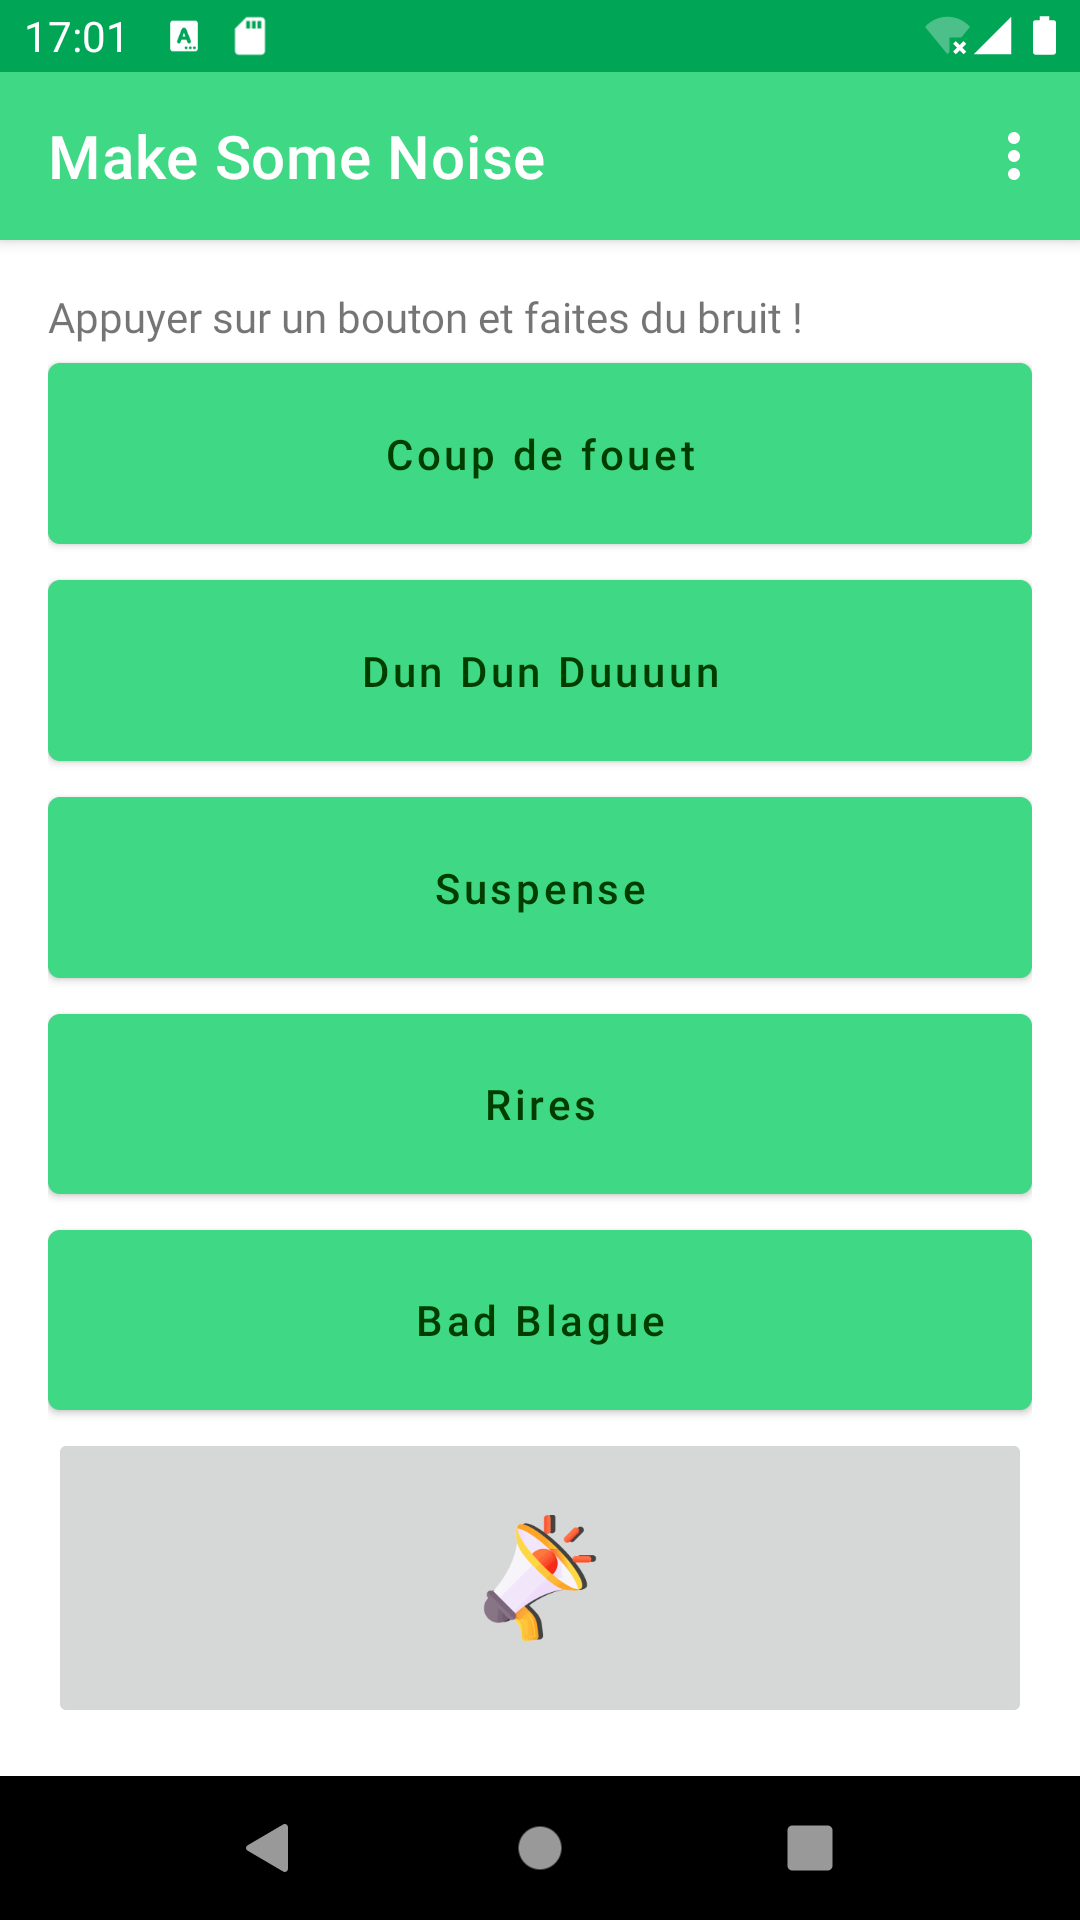 17:01
Make Some Noise
Appuyer sur un bouton et faites du bruit !
Coup de fouet
Dun Dun Duuuun
Suspense
Rires
Bad Blague